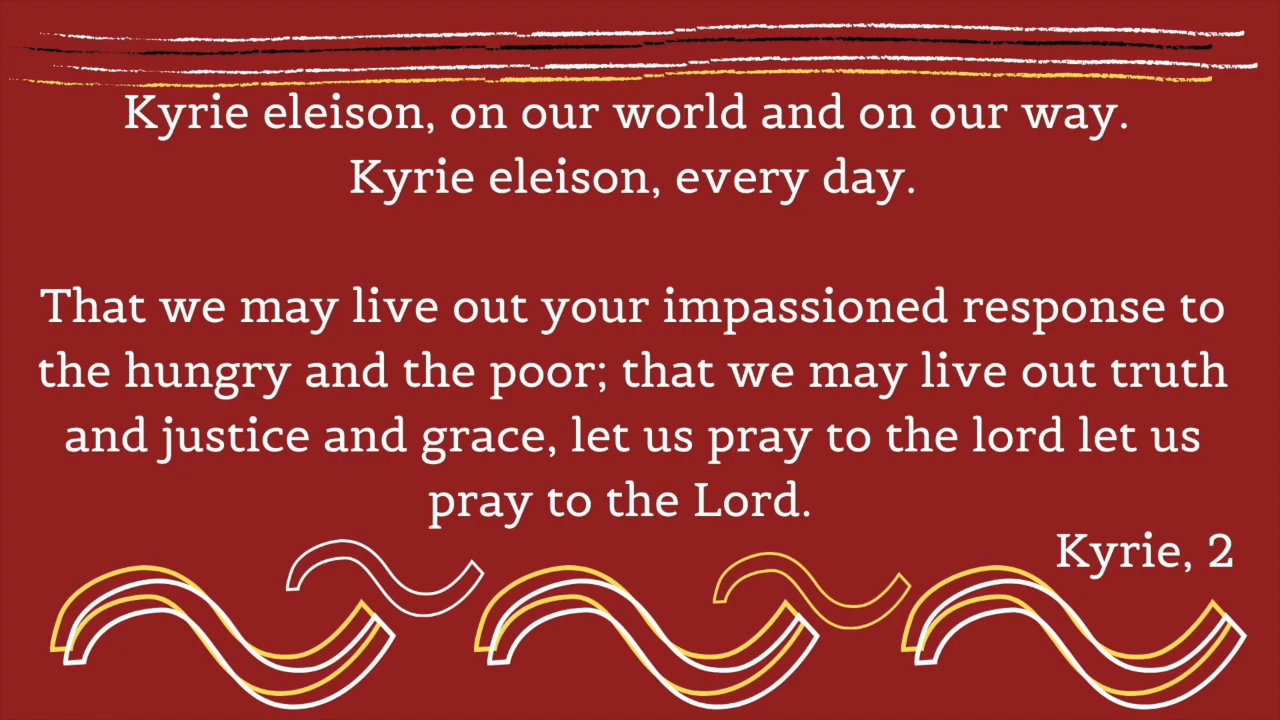 Kyrie eleison, on our world and on our way.
Kyrie eleison, every day.
That we may live out your impassioned response to
the hungry and the poor; that we may live out truth
and justice and grace, let us pray to the lord let us
pray to the Lord.
Kyrie, 2